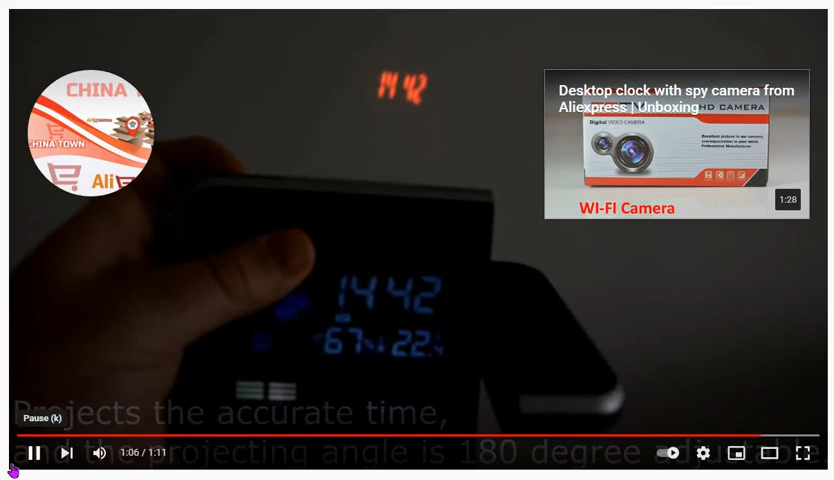 14 42
CHINA T
AliExpress
CHINA TOWN
Ali
Desktop clock with spy camera from
Aliexpress | Unboxing
HD CAMERA
Digital VIDEO CAMERA
WI-FI Camera
1:28
14 42
67% 22.4
Projects the accurate time,
and the projecting angle is 180 degree adjustable.
Pause (k)
1:06 / 1:11